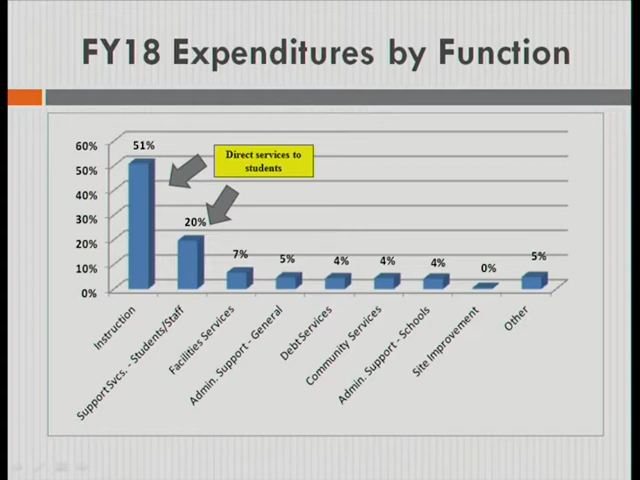 FY18 Expenditures by Function
60%
50%
40%
30%
20%
10%
0%
51%
20%
7%
5%
4%
4%
4%
0%
5%
Direct services to
students
Instruction
Support Svcs. - Students/Staff
Facilities Services
Admin. Support - General
Debt Services
Community Services
Admin. Support - Schools
Site Improvement
Other